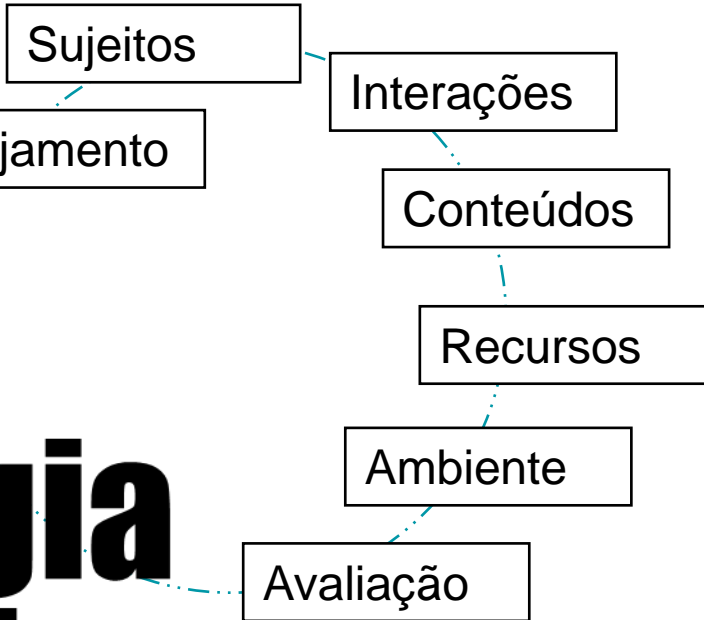 Sujeitos
Interações
jamento
Conteúdos
Recursos
Ambiente
gia
Avaliação